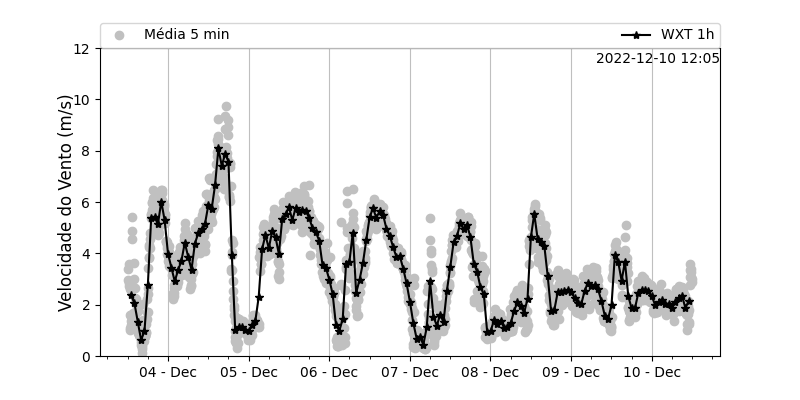 Média 5 min
WXT 1h
2022-12-10 12:05
Velocidade do Vento (m/s)
12
10
8
6
4
2
0
04 - Dec
05 - Dec
06 - Dec
07 - Dec
08 - Dec
09 - Dec
10 - Dec